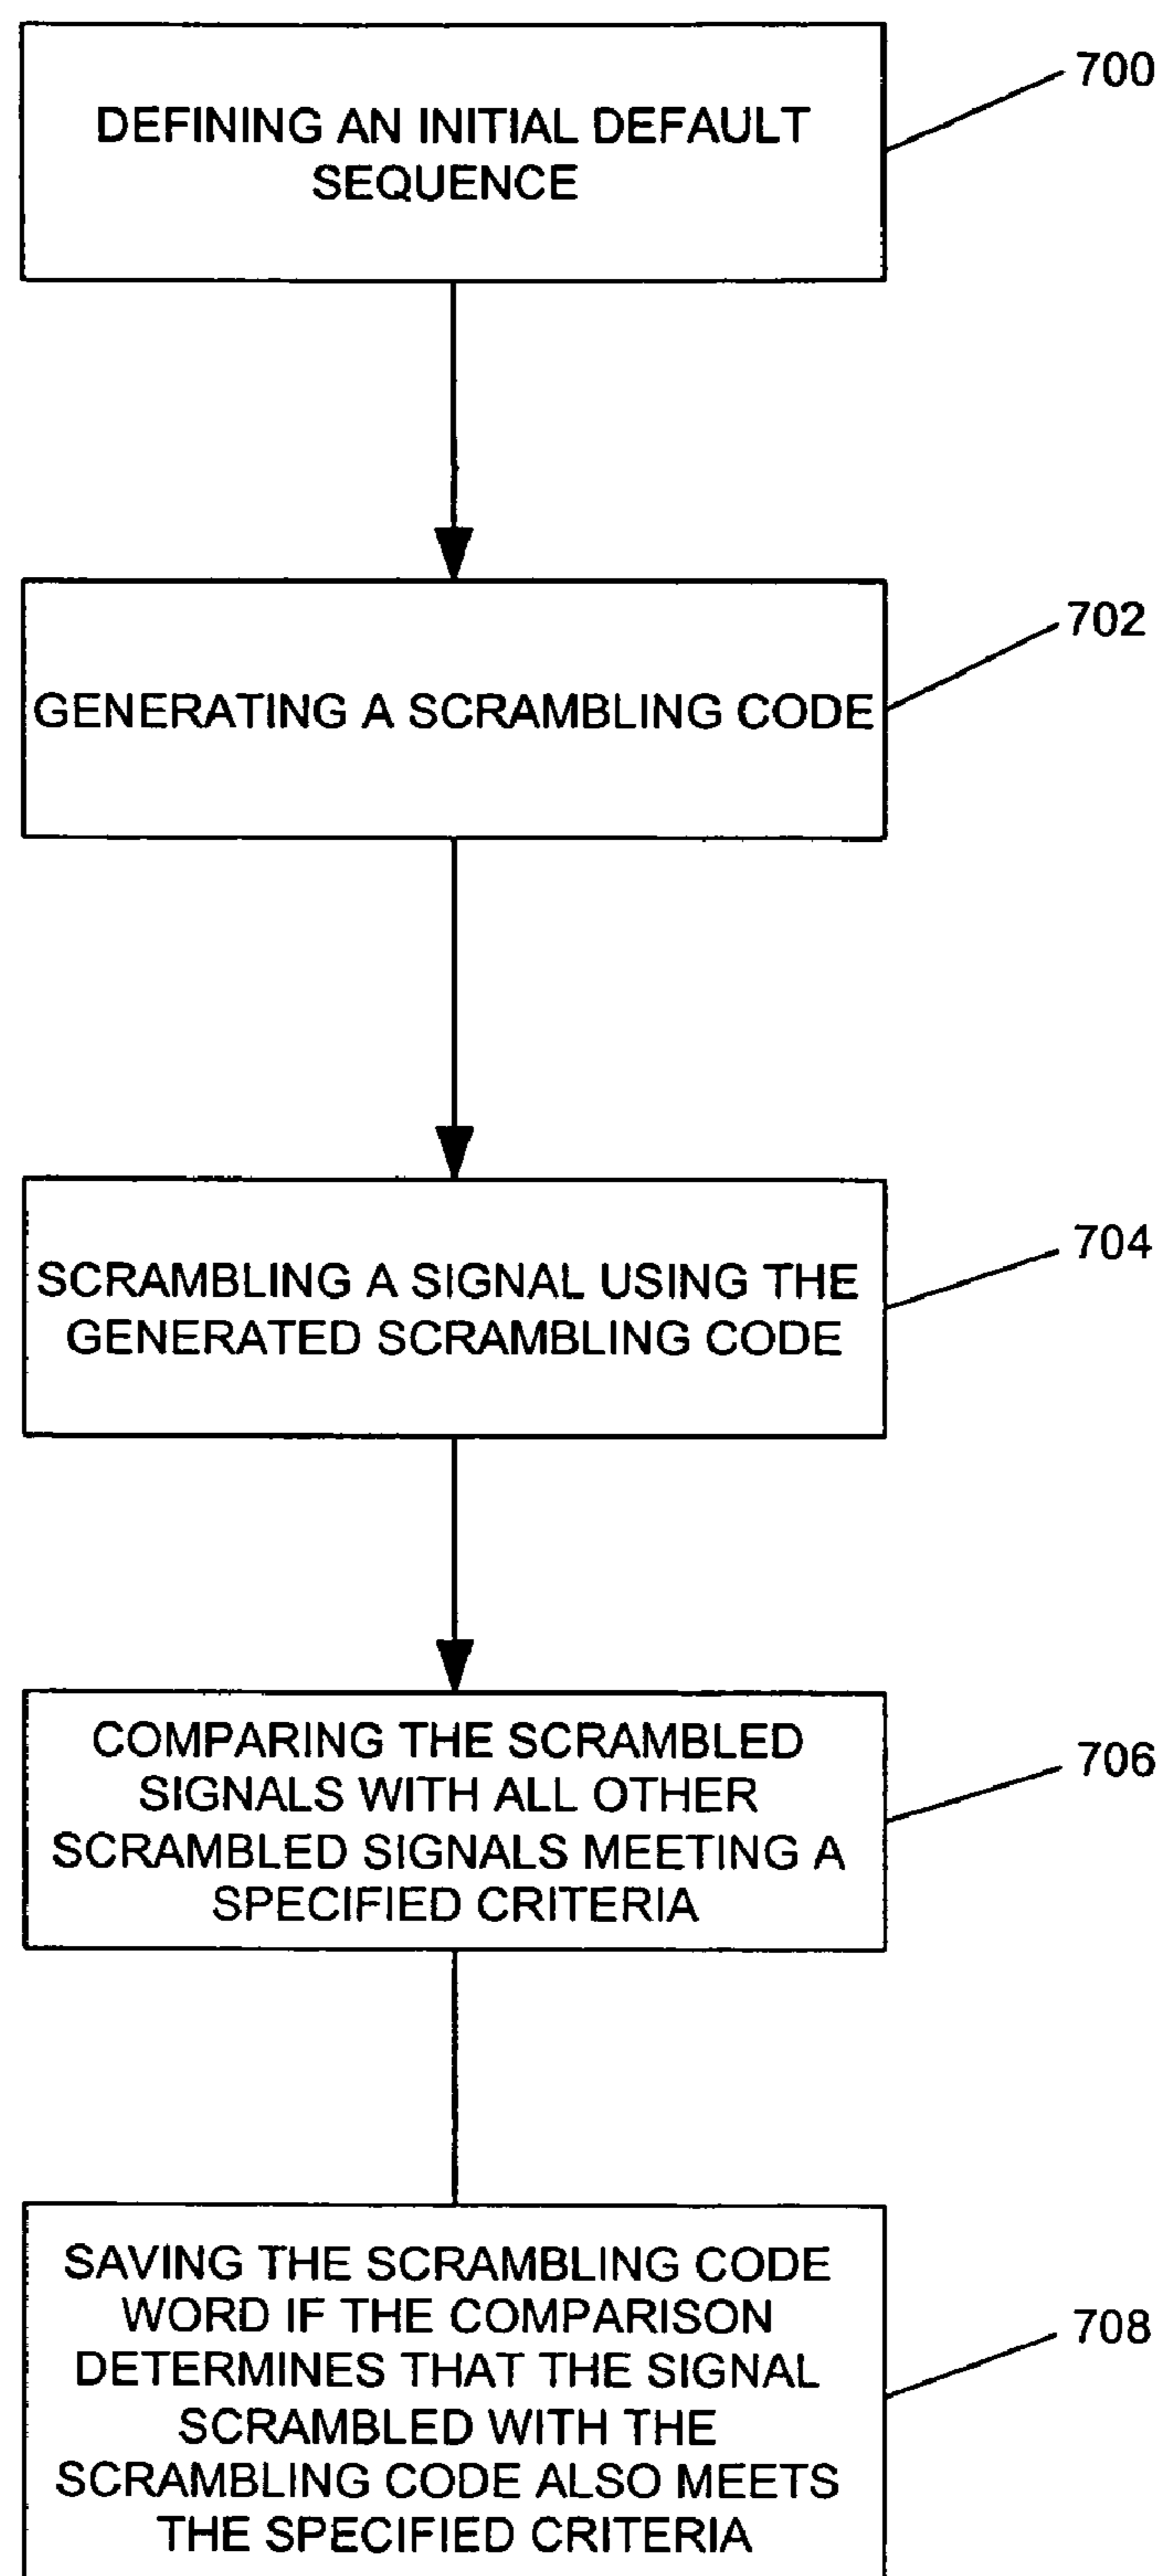 DEFINING AN INITIAL DEFAULT
SEQUENCE
700
GENERATING A SCRAMBLING CODE
702
SCRAMBLING A SIGNAL USING THE
GENERATED SCRAMBLING CODE
704
COMPARING THE SCRAMBLED
SIGNALS WITH ALL OTHER
SCRAMBLED SIGNALS MEETING A
SPECIFIED CRITERIA
706
SAVING THE SCRAMBLING CODE
WORD IF THE COMPARISON
DETERMINES THAT THE SIGNAL
SCRAMBLED WITH THE
SCRAMBLING CODE ALSO MEETS
THE SPECIFIED CRITERIA
708